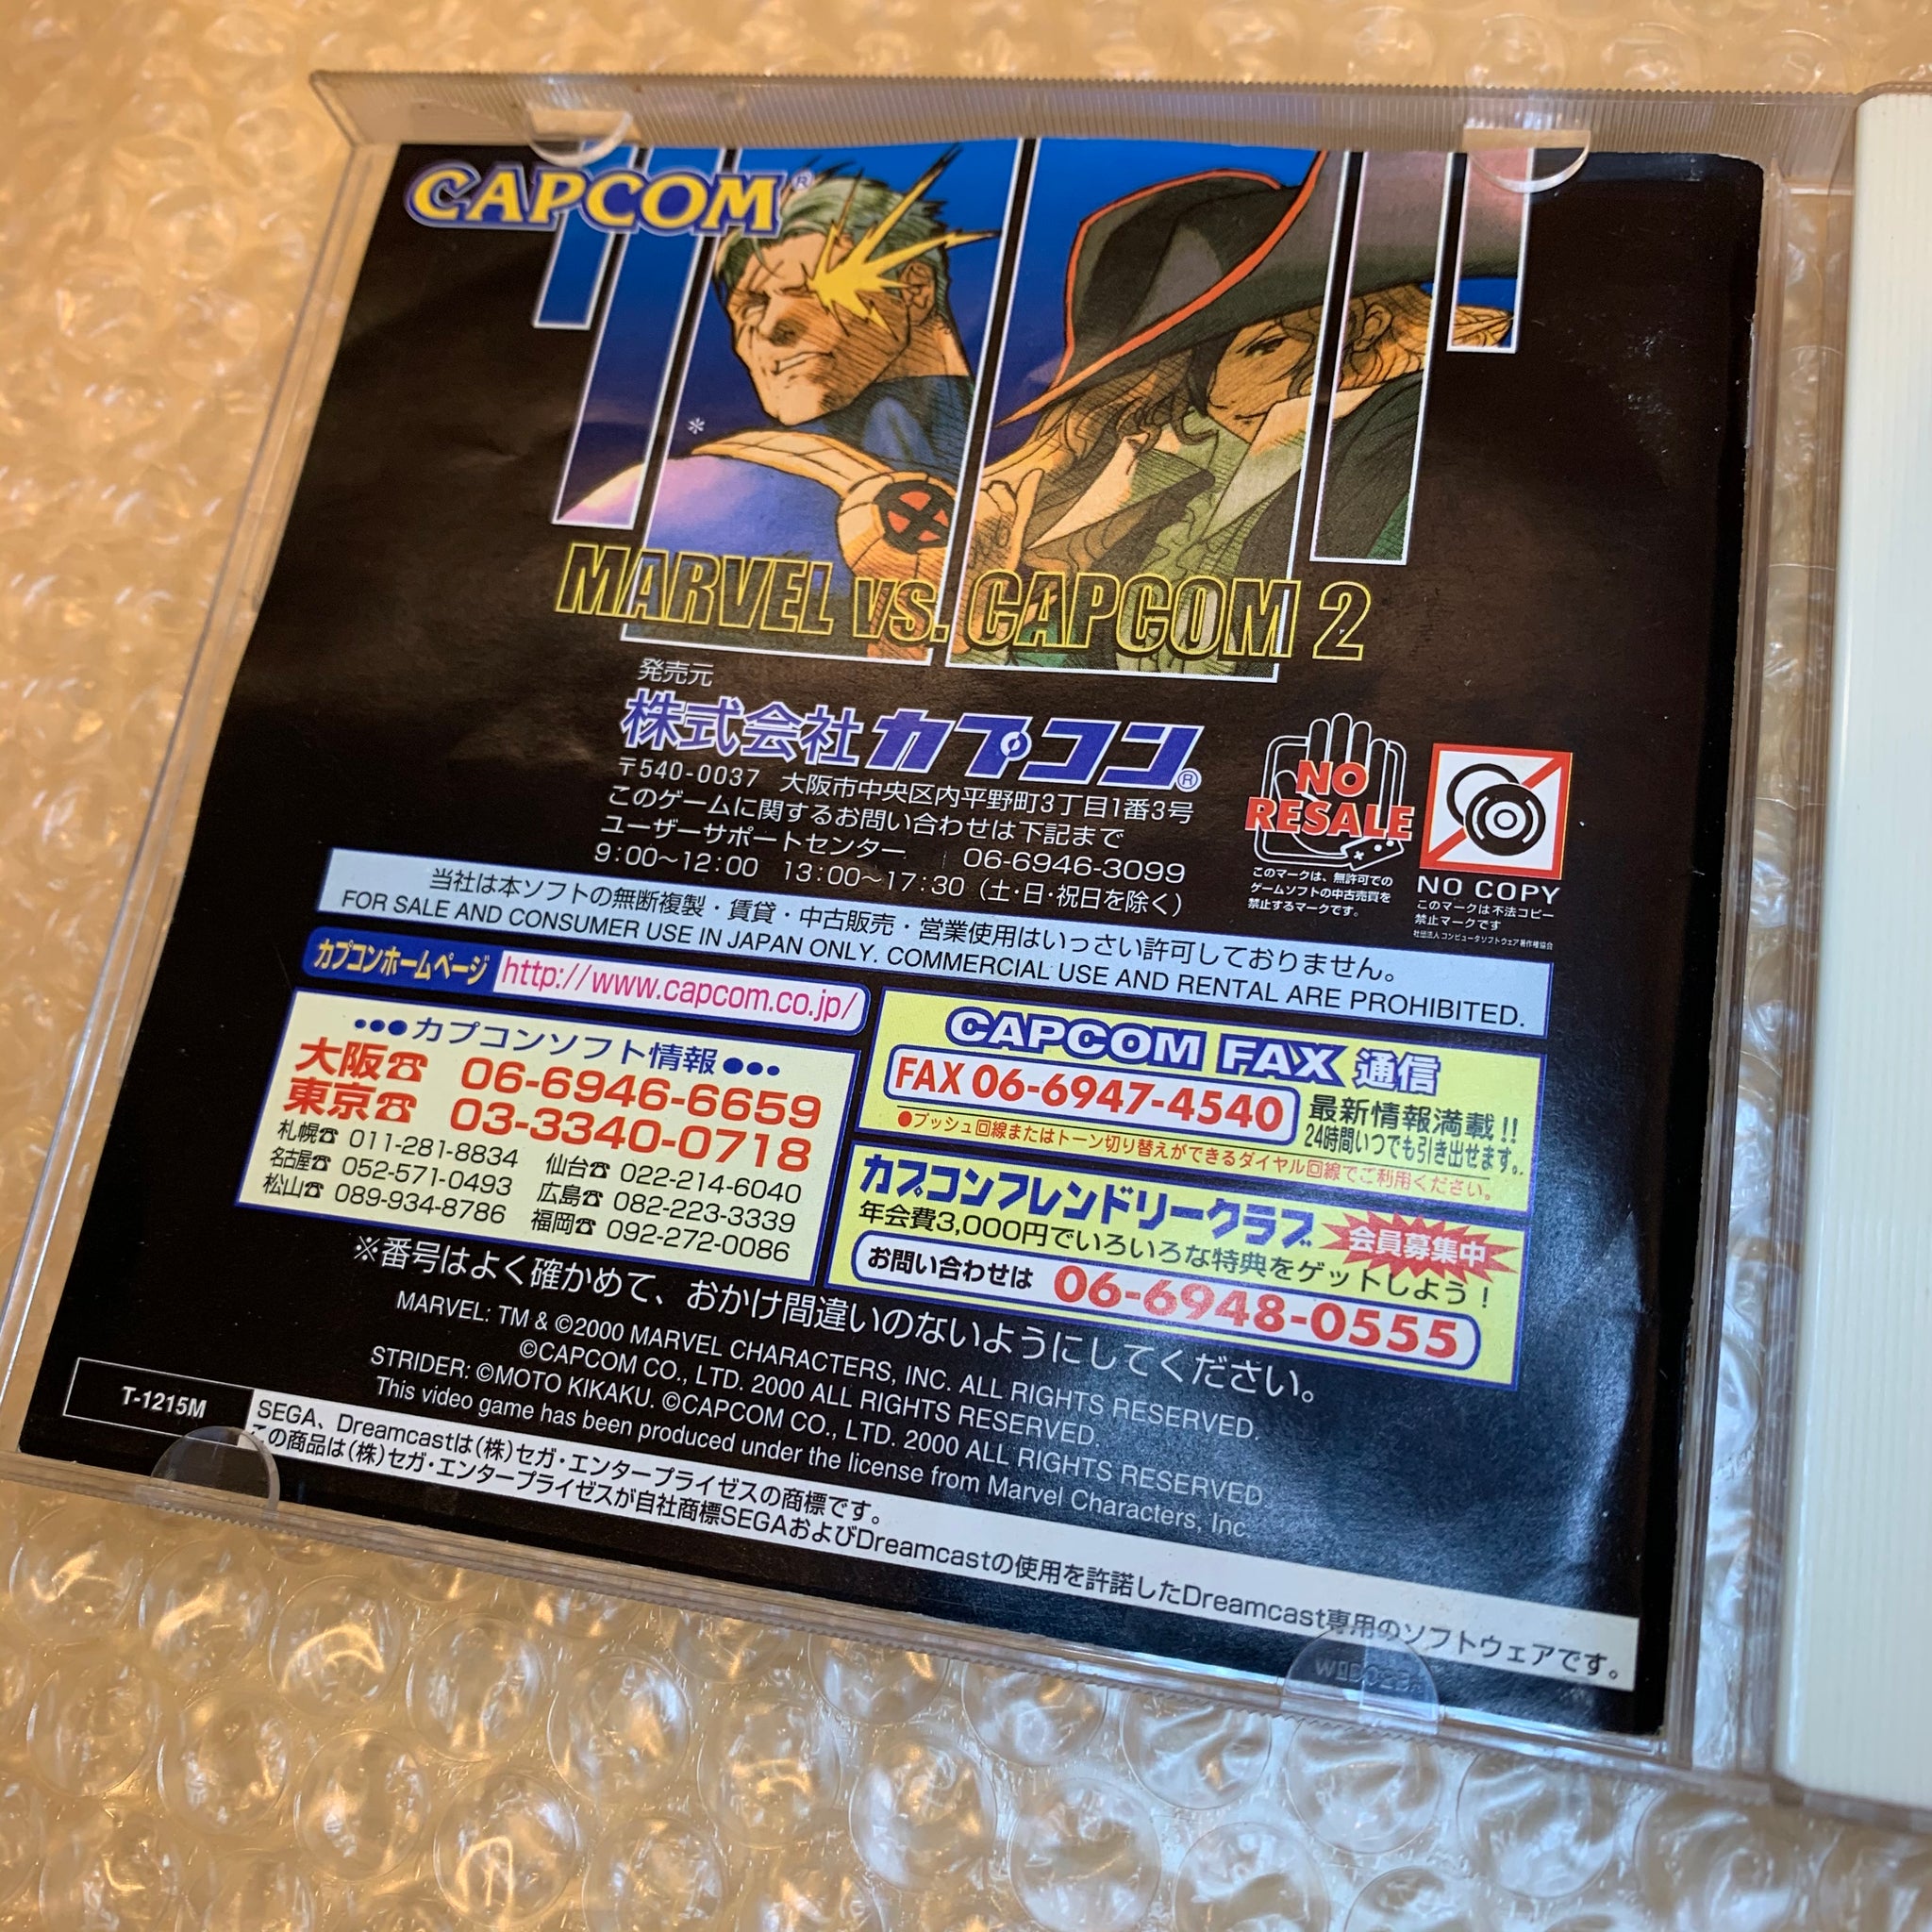 CAPCOM®
MARVEL VS. CAPCOM 2
発売元
株式会社カプコン®
〒540-0037 大阪市中央区内平野町3丁目1番3号
このゲームに関するお問い合わせは下記まで
ユーザーサポートセンター 06-6946-3099
9:00〜12:00 13:00〜17:30（土・日・祝日を除く）
NO
RESALE
このマークは、無許可での
ゲームソフトの中古売買を
禁止するマークです。
NO COPY
このマークは不法コピー
禁止マークです
社団法人コンピュータソフトウェア著作権協会
当社は本ソフトの無断複製・賃貸・中古販売・営業使用はいっさい許可しておりません。
FOR SALE AND CONSUMER USE IN JAPAN ONLY. COMMERCIAL USE AND RENTAL ARE PROHIBITED.
カプコンホームページ http://www.capcom.co.jp/
●●●カプコンソフト情報●●●
大阪☎ 06-6946-6659
東京☎ 03-3340-0718
札幌☎ 011-281-8834 仙台☎ 022-214-6040
名古屋☎ 052-571-0493 広島☎ 082-223-3339
松山☎ 089-934-8786 福岡☎ 092-272-0086
CAPCOM FAX 通信
FAX 06-6947-4540
最新情報満載!!
24時間いつでも引き出せます。
●プッシュ回線またはトーン切り替えができるダイヤル回線でご利用ください。
カプコンフレンドリークラブ
会員募集中
年会費3,000円でいろいろな特典をゲットしよう！
お問い合わせは 06-6948-0555
※番号はよく確かめて、おかけ間違いのないようにしてください。
MARVEL: TM & ©2000 MARVEL CHARACTERS, INC. ALL RIGHTS RESERVED.
©CAPCOM CO., LTD. 2000 ALL RIGHTS RESERVED.
STRIDER: ©MOTO KIKAKU. ©CAPCOM CO., LTD. 2000 ALL RIGHTS RESERVED
This video game has been produced under the license from Marvel Characters, Inc.
T-1215M
SEGA、Dreamcastは(株)セガ・エンタープライゼスの商標です。
この商品は(株)セガ・エンタープライゼスが自社商標SEGAおよびDreamcastの使用を許諾したDreamcast専用のソフトウェアです。